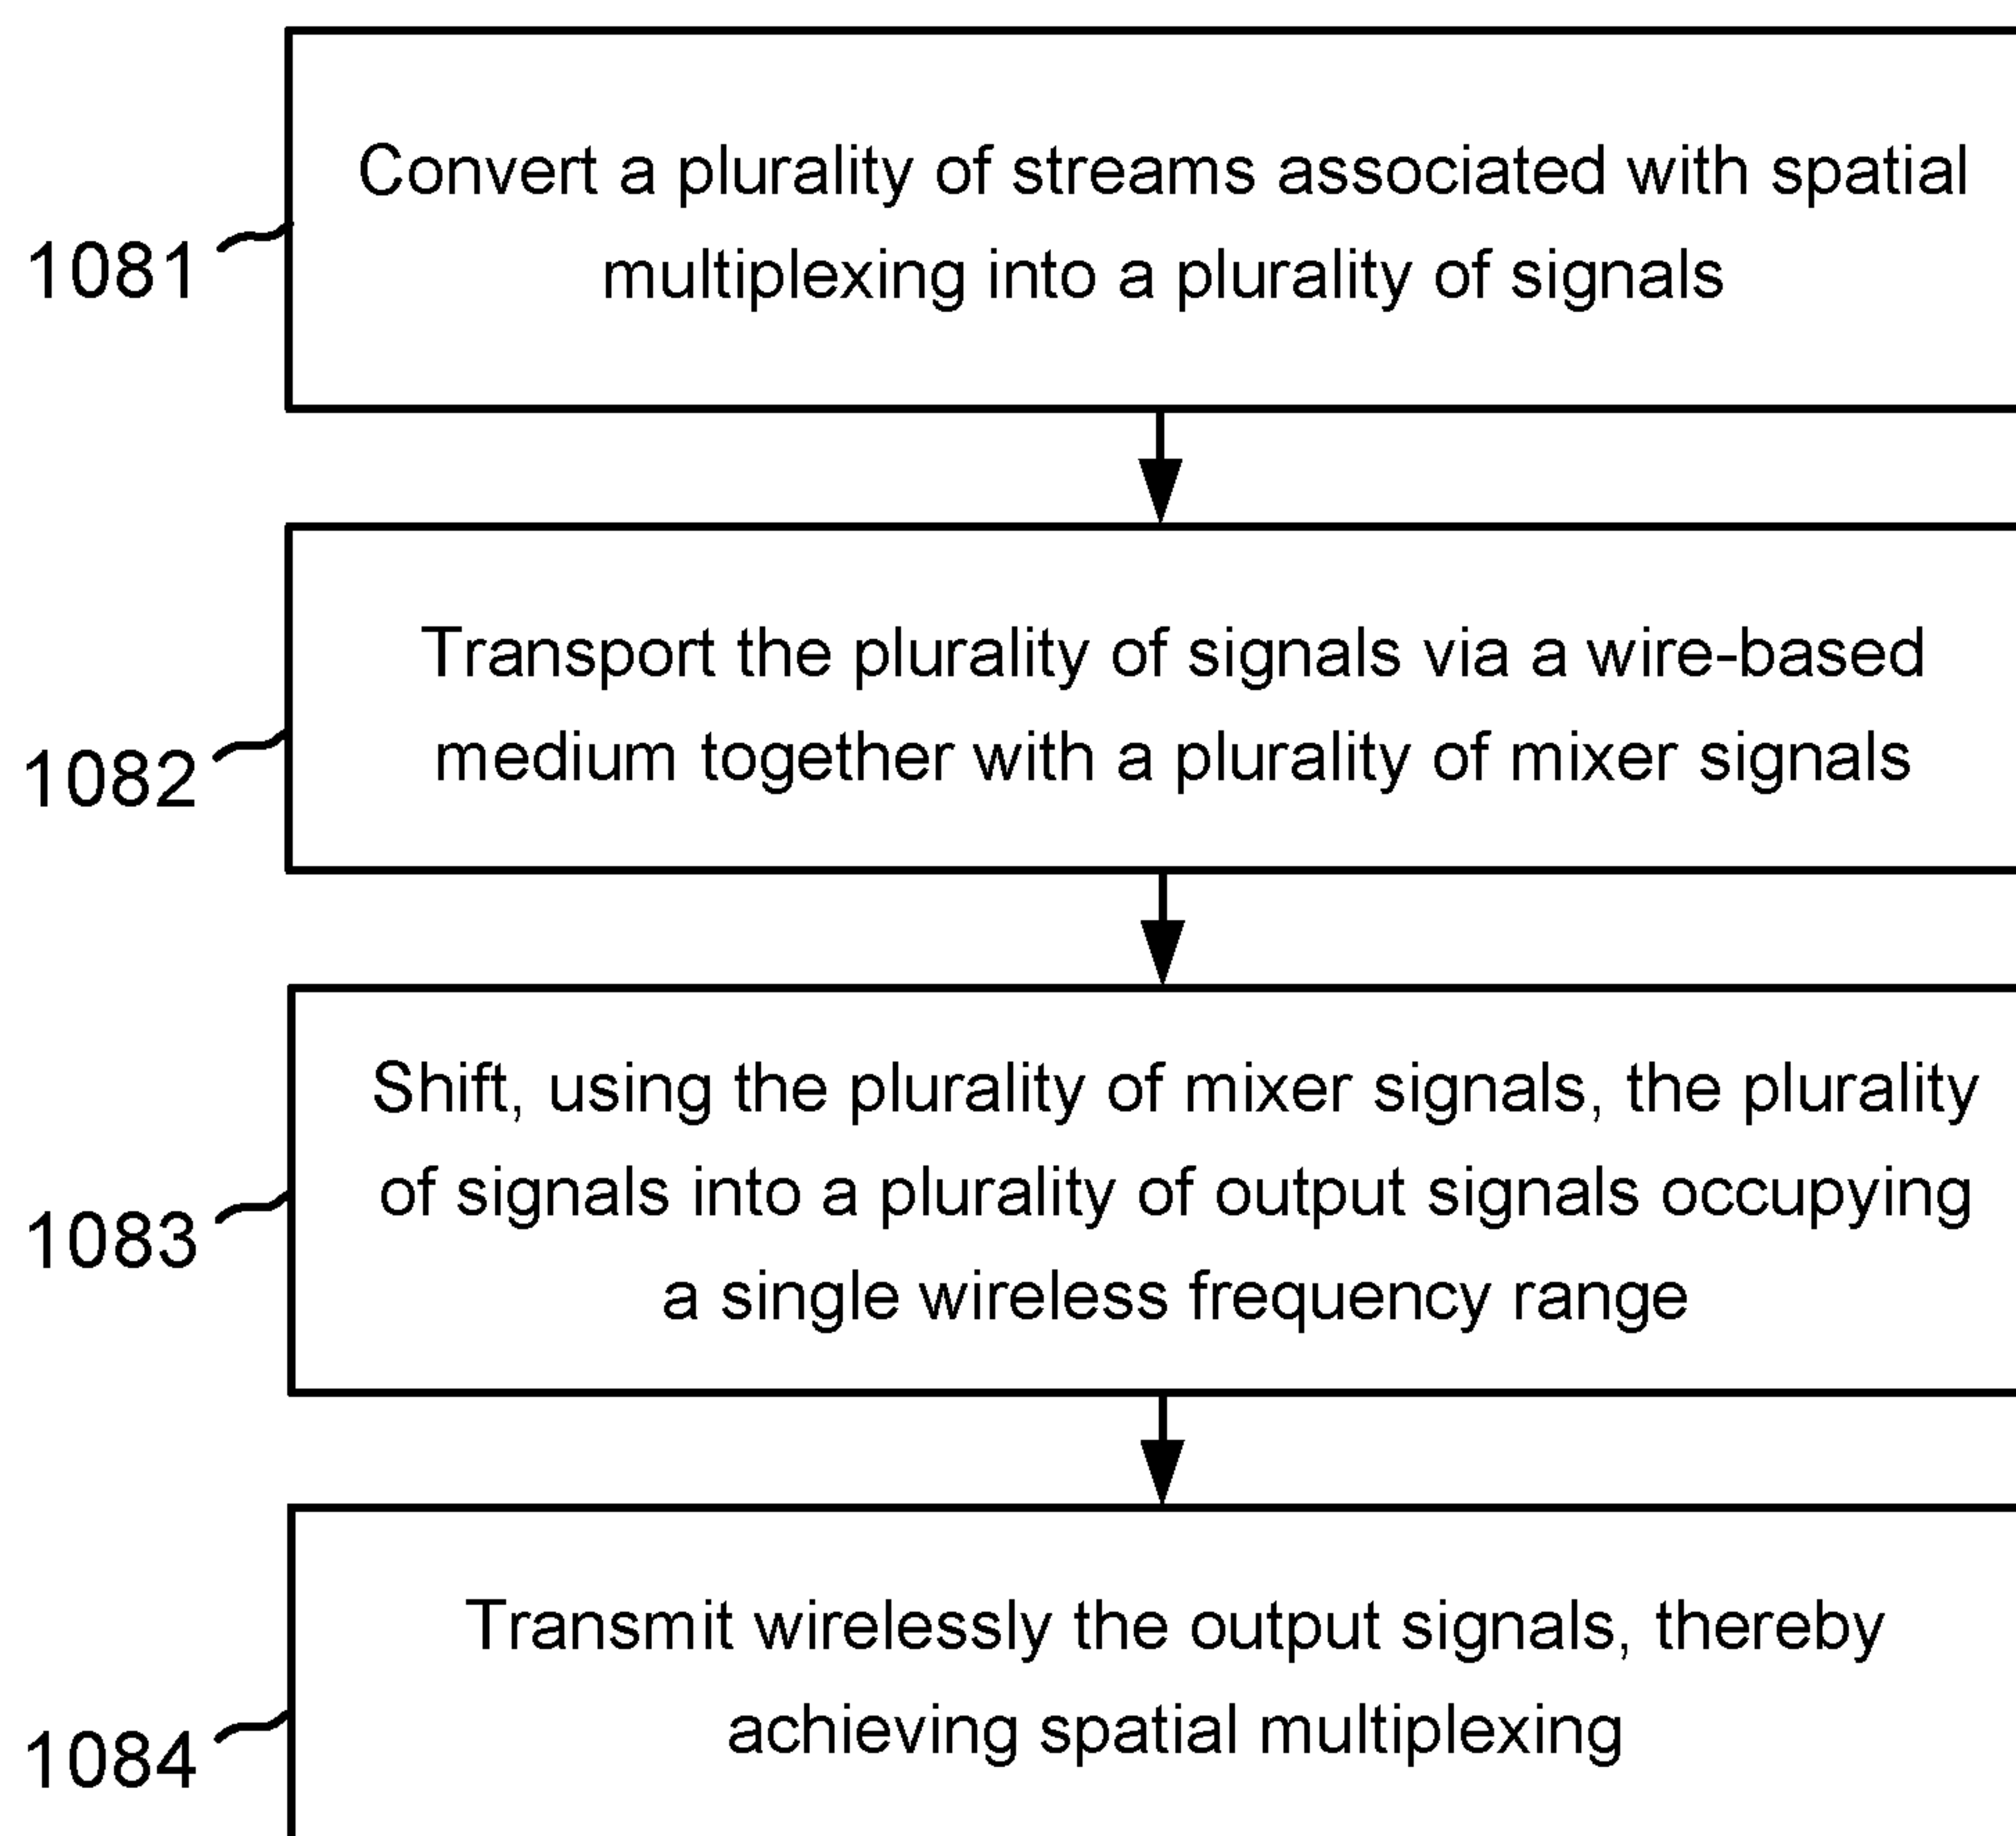 Convert a plurality of streams associated with spatial
multiplexing into a plurality of signals
1081
Transport the plurality of signals via a wire-based
medium together with a plurality of mixer signals
1082
Shift, using the plurality of mixer signals, the plurality
of signals into a plurality of output signals occupying
a single wireless frequency range
1083
Transmit wirelessly the output signals, thereby
achieving spatial multiplexing
1084